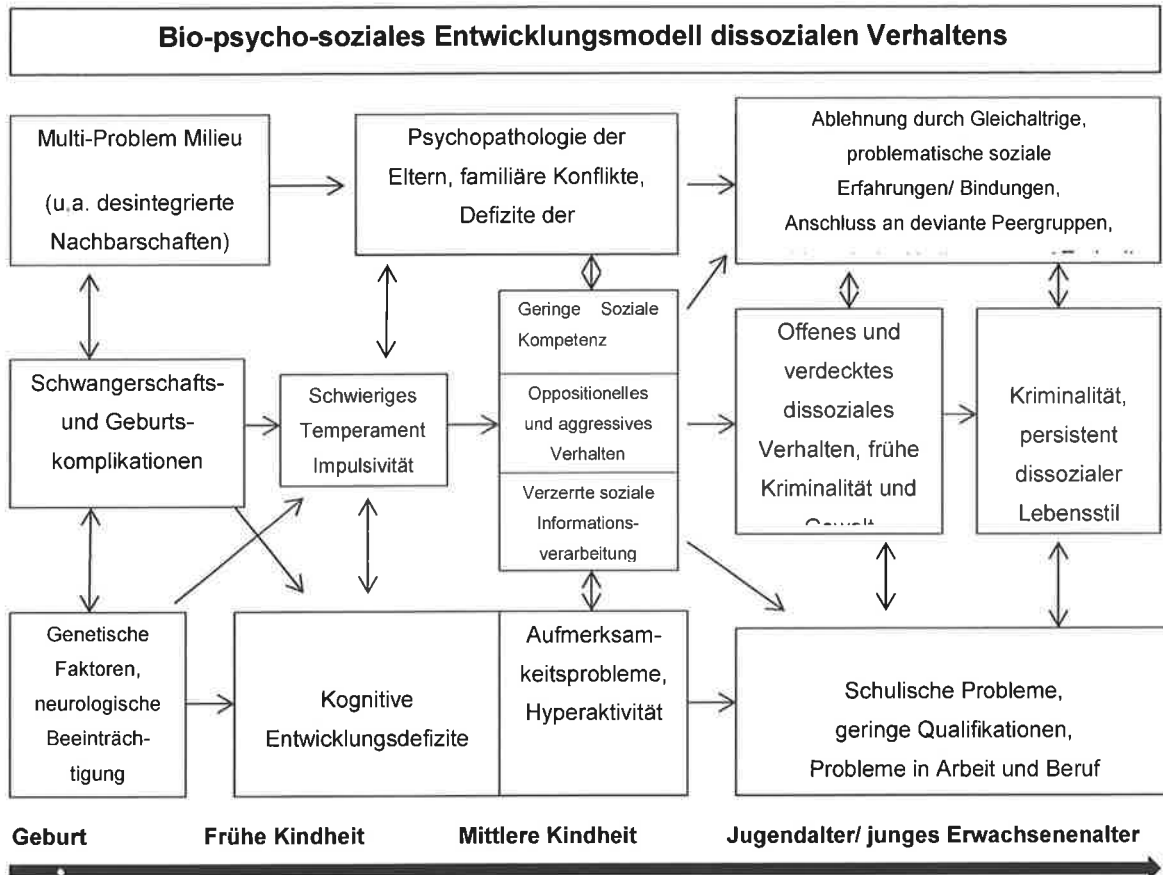 Bio-psycho-soziales Entwicklungsmodell dissozialen Verhaltens
Multi-Problem Milieu
(u.a. desintegrierte
Nachbarschaften)
Psychopathologie der
Eltern, familiäre Konflikte,
Defizite der
Ablehnung durch Gleichaltrige,
problematische soziale
Erfahrungen/ Bindungen,
Anschluss an deviante Peergruppen,
Schwangerschafts-
und Geburts-
komplikationen
Schwieriges
Temperament
Impulsivität
Geringe Soziale
Kompetenz
Oppositionelles
und aggressives
Verhalten
Verzerrte soziale
Informations-
verarbeitung
Offenes und
verdecktes
dissoziales
Verhalten, frühe
Kriminalität und
Kriminalität,
persistent
dissozialer
Lebensstil
Genetische
Faktoren,
neurologische
Beeinträch-
tigung
Kognitive
Entwicklungsdefizite
Aufmerksam-
keitsprobleme,
Hyperaktivität
Schulische Probleme,
geringe Qualifikationen,
Probleme in Arbeit und Beruf
Geburt
Frühe Kindheit
Mittlere Kindheit
Jugendalter/ junges Erwachsenenalter